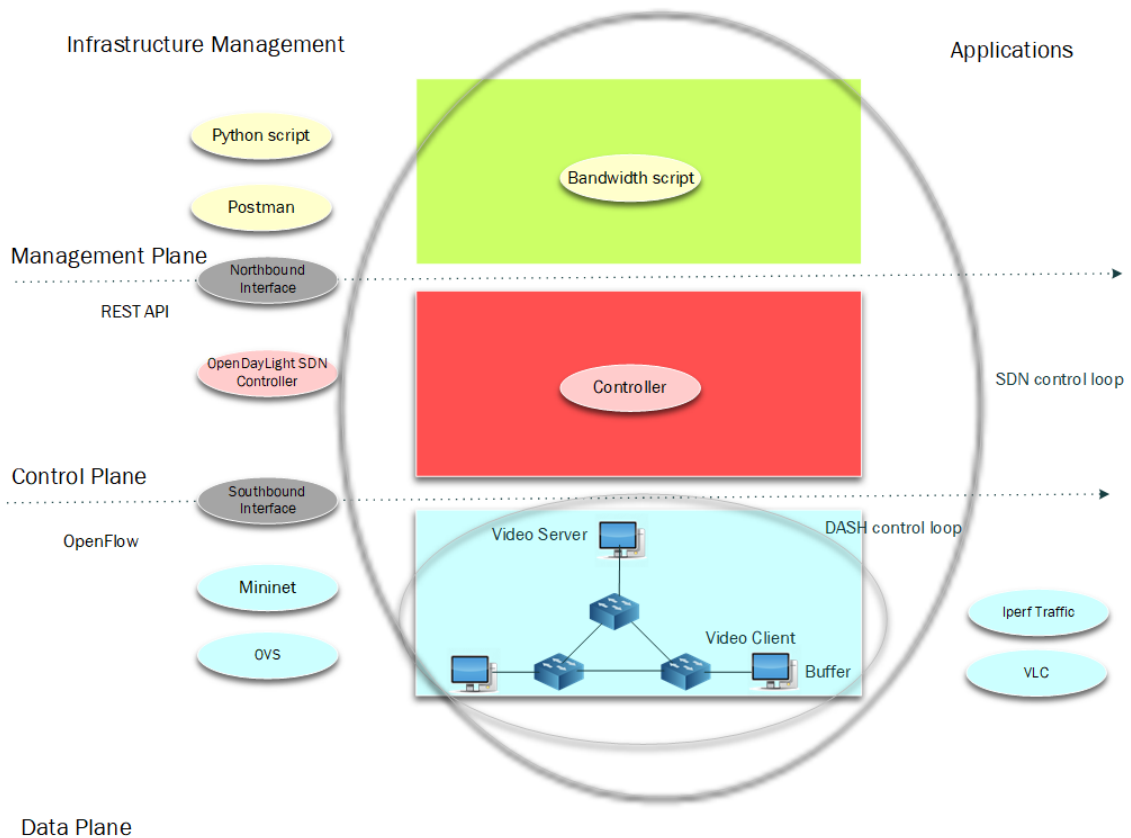 Infrastructure Management
Applications
Python script
Bandwidth script
Postman
Management Plane
Northbound
Interface
REST API
OpenDayLight SDN
Controller
Controller
SDN control loop
Control Plane
Southbound
Interface
OpenFlow
Video Server
DASH control loop
Mininet
Iperf Traffic
Video Client
OVS
Buffer
VLC
Data Plane